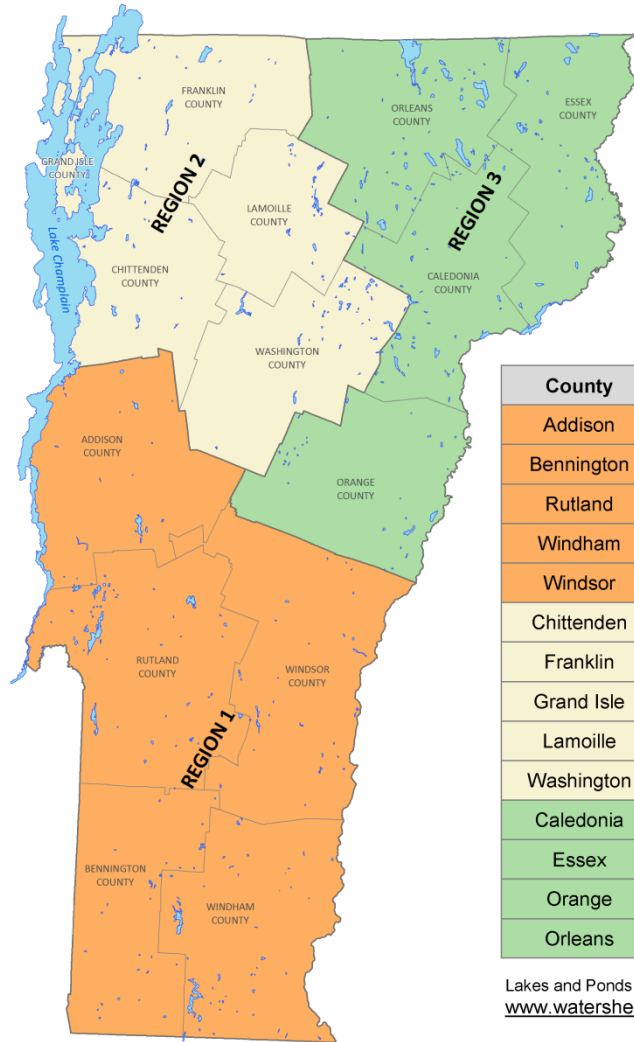 FRANKLIN
COUNTY
ORLEANS
COUNTY
ESSEX
COUNTY
GRAND ISLE
COUNTY
REGION 2
LAMOILLE
COUNTY
REGION 3
Lake Champlain
CHITTENDEN
COUNTY
CALEDONIA
COUNTY
WASHINGTON
COUNTY
ADDISON
COUNTY
ORANGE
COUNTY
RUTLAND
COUNTY
WINDSOR
COUNTY
REGION 1
BENNINGTON
COUNTY
WINDHAM
COUNTY
County
Addison
Bennington
Rutland
Windham
Windsor
Chittenden
Franklin
Grand Isle
Lamoille
Washington
Caledonia
Essex
Orange
Orleans
Lakes and Ponds
www.watershe